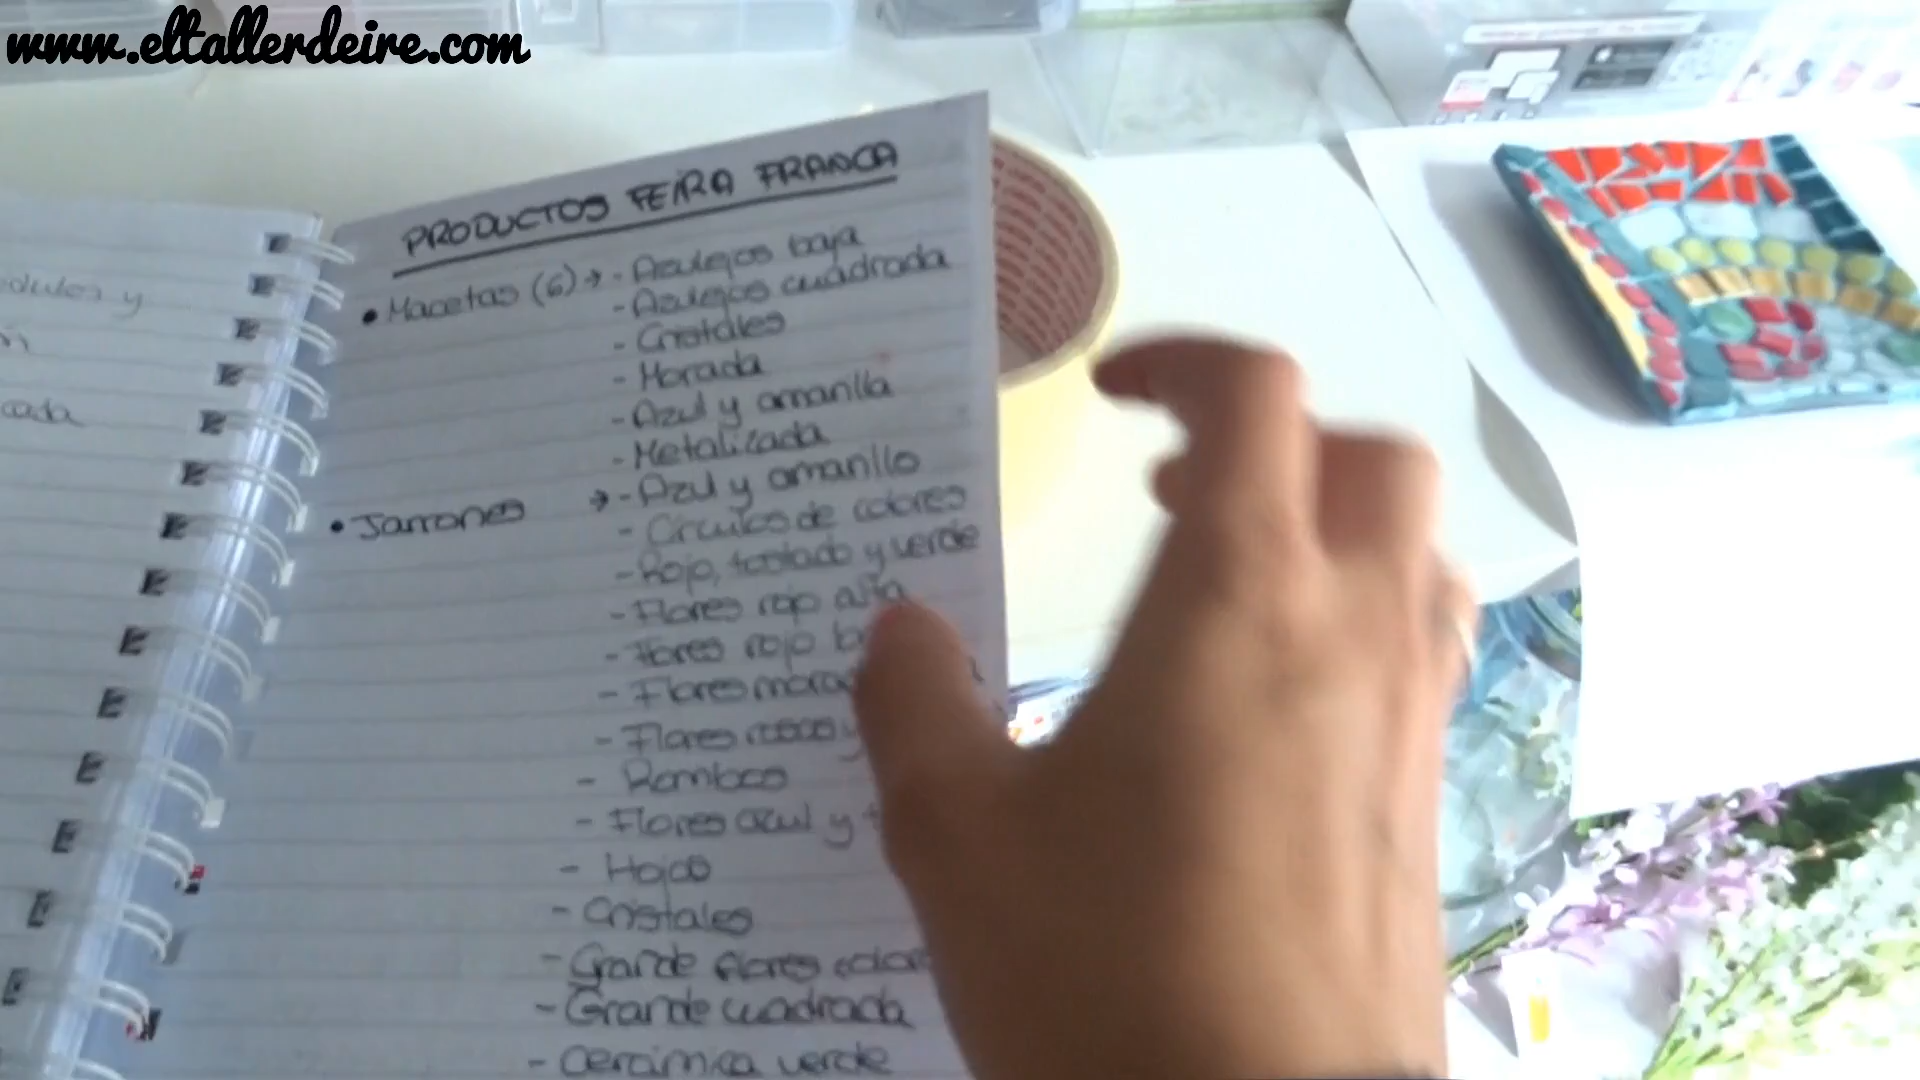 www.eltallerdeire.com
PRODUCTOS FEIRA FRANCA
• Macetas (6) → - Azulejos baja
- Azulejos cuadrada
- Cristales
- Morada
- Azul y amarilla
- Metalizada
• Jarrones → - Azul y amarillo
- Círculos de colores
- Rojo, tostado y verde
- Flores rojo alta
- Flores rojo
- Flores
- Flores rosas y
- Rombos
- Flores azul y
- Hojas
- Cristales
- Grande flores
- Grande cuadrada
- Cerámica verde